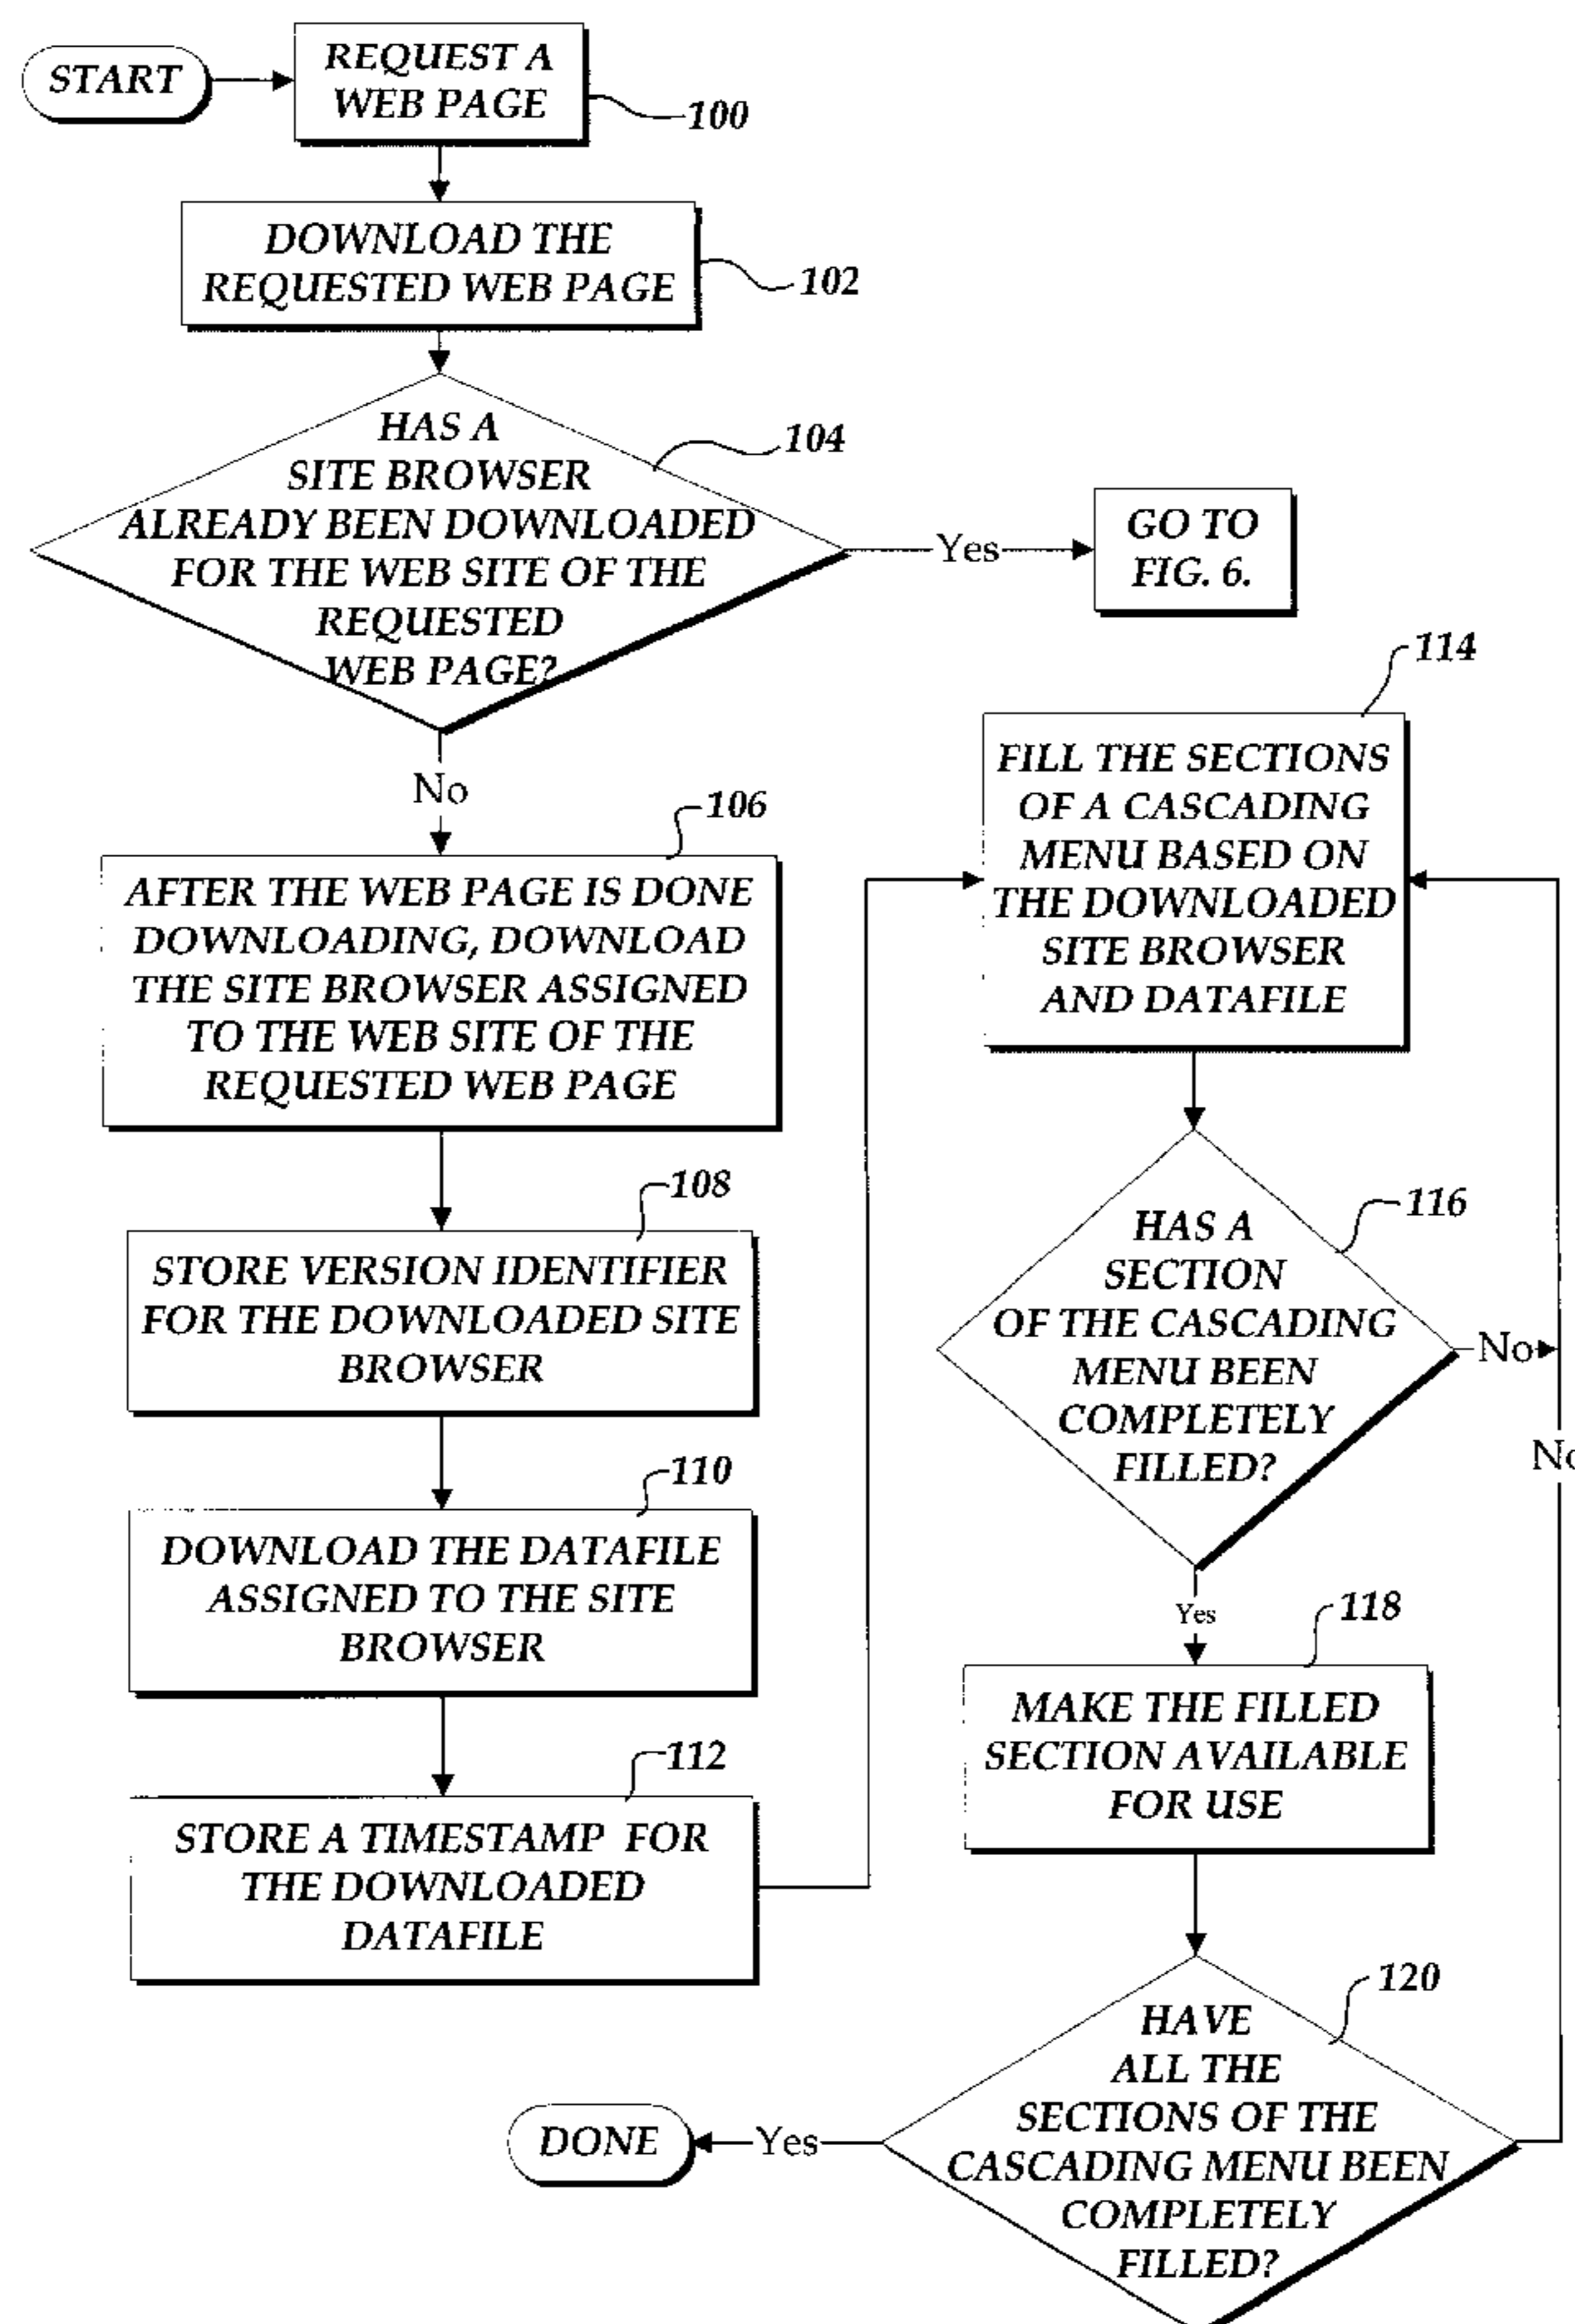 START
REQUEST A
WEB PAGE
100
DOWNLOAD THE
REQUESTED WEB PAGE
102
HAS A
SITE BROWSER
ALREADY BEEN DOWNLOADED
FOR THE WEB SITE OF THE
REQUESTED
WEB PAGE?
104
Yes
GO TO
FIG. 6.
No
106
AFTER THE WEB PAGE IS DONE
DOWNLOADING, DOWNLOAD
THE SITE BROWSER ASSIGNED
TO THE WEB SITE OF THE
REQUESTED WEB PAGE
108
STORE VERSION IDENTIFIER
FOR THE DOWNLOADED SITE
BROWSER
110
DOWNLOAD THE DATAFILE
ASSIGNED TO THE SITE
BROWSER
112
STORE A TIMESTAMP FOR
THE DOWNLOADED
DATAFILE
114
FILL THE SECTIONS
OF A CASCADING
MENU BASED ON
THE DOWNLOADED
SITE BROWSER
AND DATAFILE
116
HAS A
SECTION
OF THE CASCADING
MENU BEEN
COMPLETELY
FILLED?
No
No
Yes
118
MAKE THE FILLED
SECTION AVAILABLE
FOR USE
120
HAVE
ALL THE
SECTIONS OF THE
CASCADING MENU BEEN
COMPLETELY
FILLED?
Yes
DONE